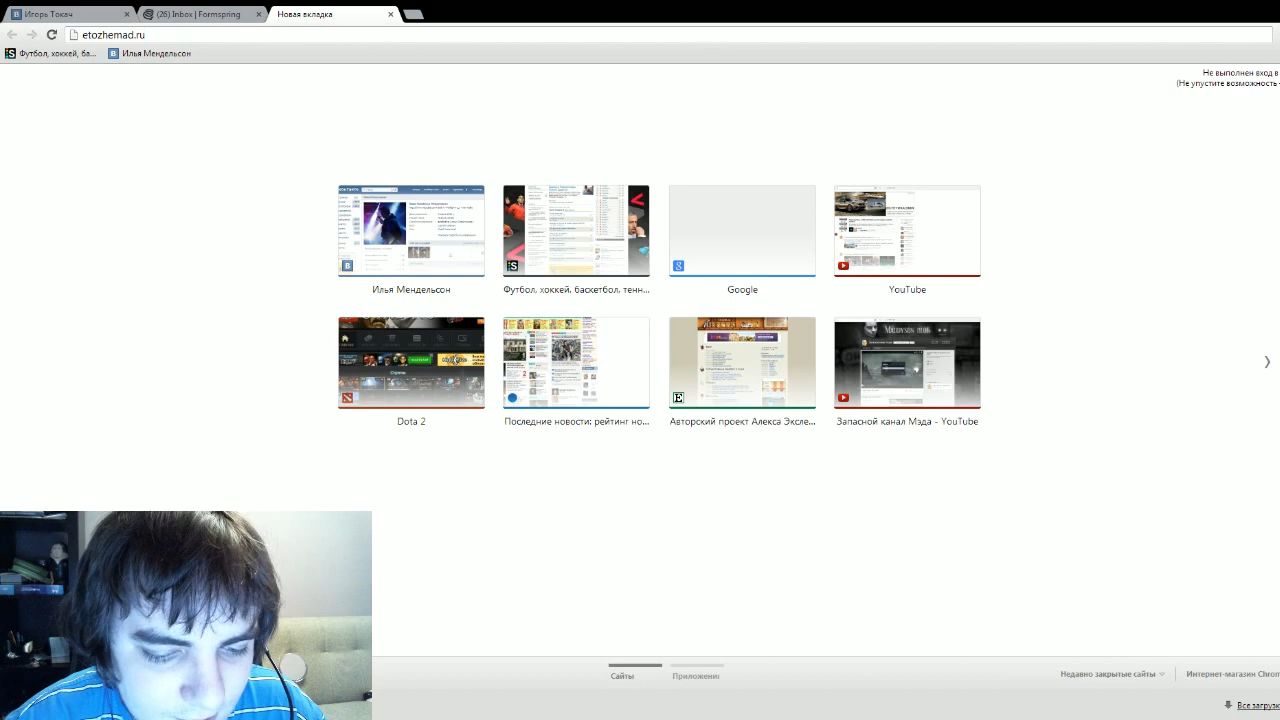 Игорь Токач
(26) Inbox | Formspring
Новая вкладка
etozhemad.ru
Футбол, хоккей, ба...
Илья Мендельсон
Не выполнен вход в
(Не упустите возможность
Илья Мендельсон
Футбол, хоккей, баскетбол, тенн...
Google
YouTube
Dota 2
Последние новости; рейтинг но...
Авторский проект Алекса Эксле...
Запасной канал Мэда - YouTube
Сайты
Приложения
Недавно закрытые сайты
Интернет-магазин Chrom
Все загрузк